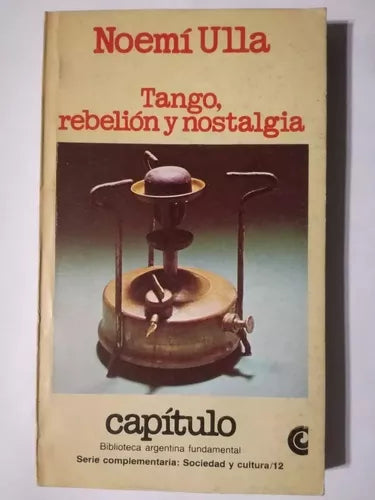 Noemí Ulla
Tango,
rebelión y nostalgia
capítulo
Biblioteca argentina fundamental
Serie complementaria: Sociedad y cultura/12